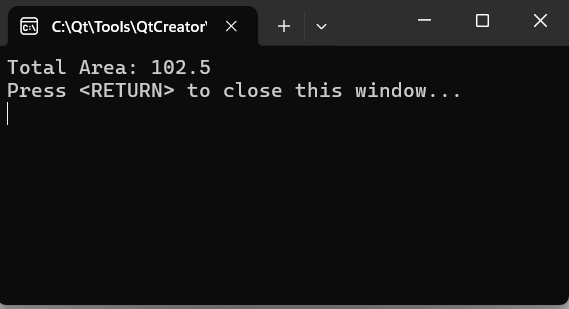 C:\Qt\Tools\QtCreator\
Total Area: 102.5
Press <RETURN> to close this window...